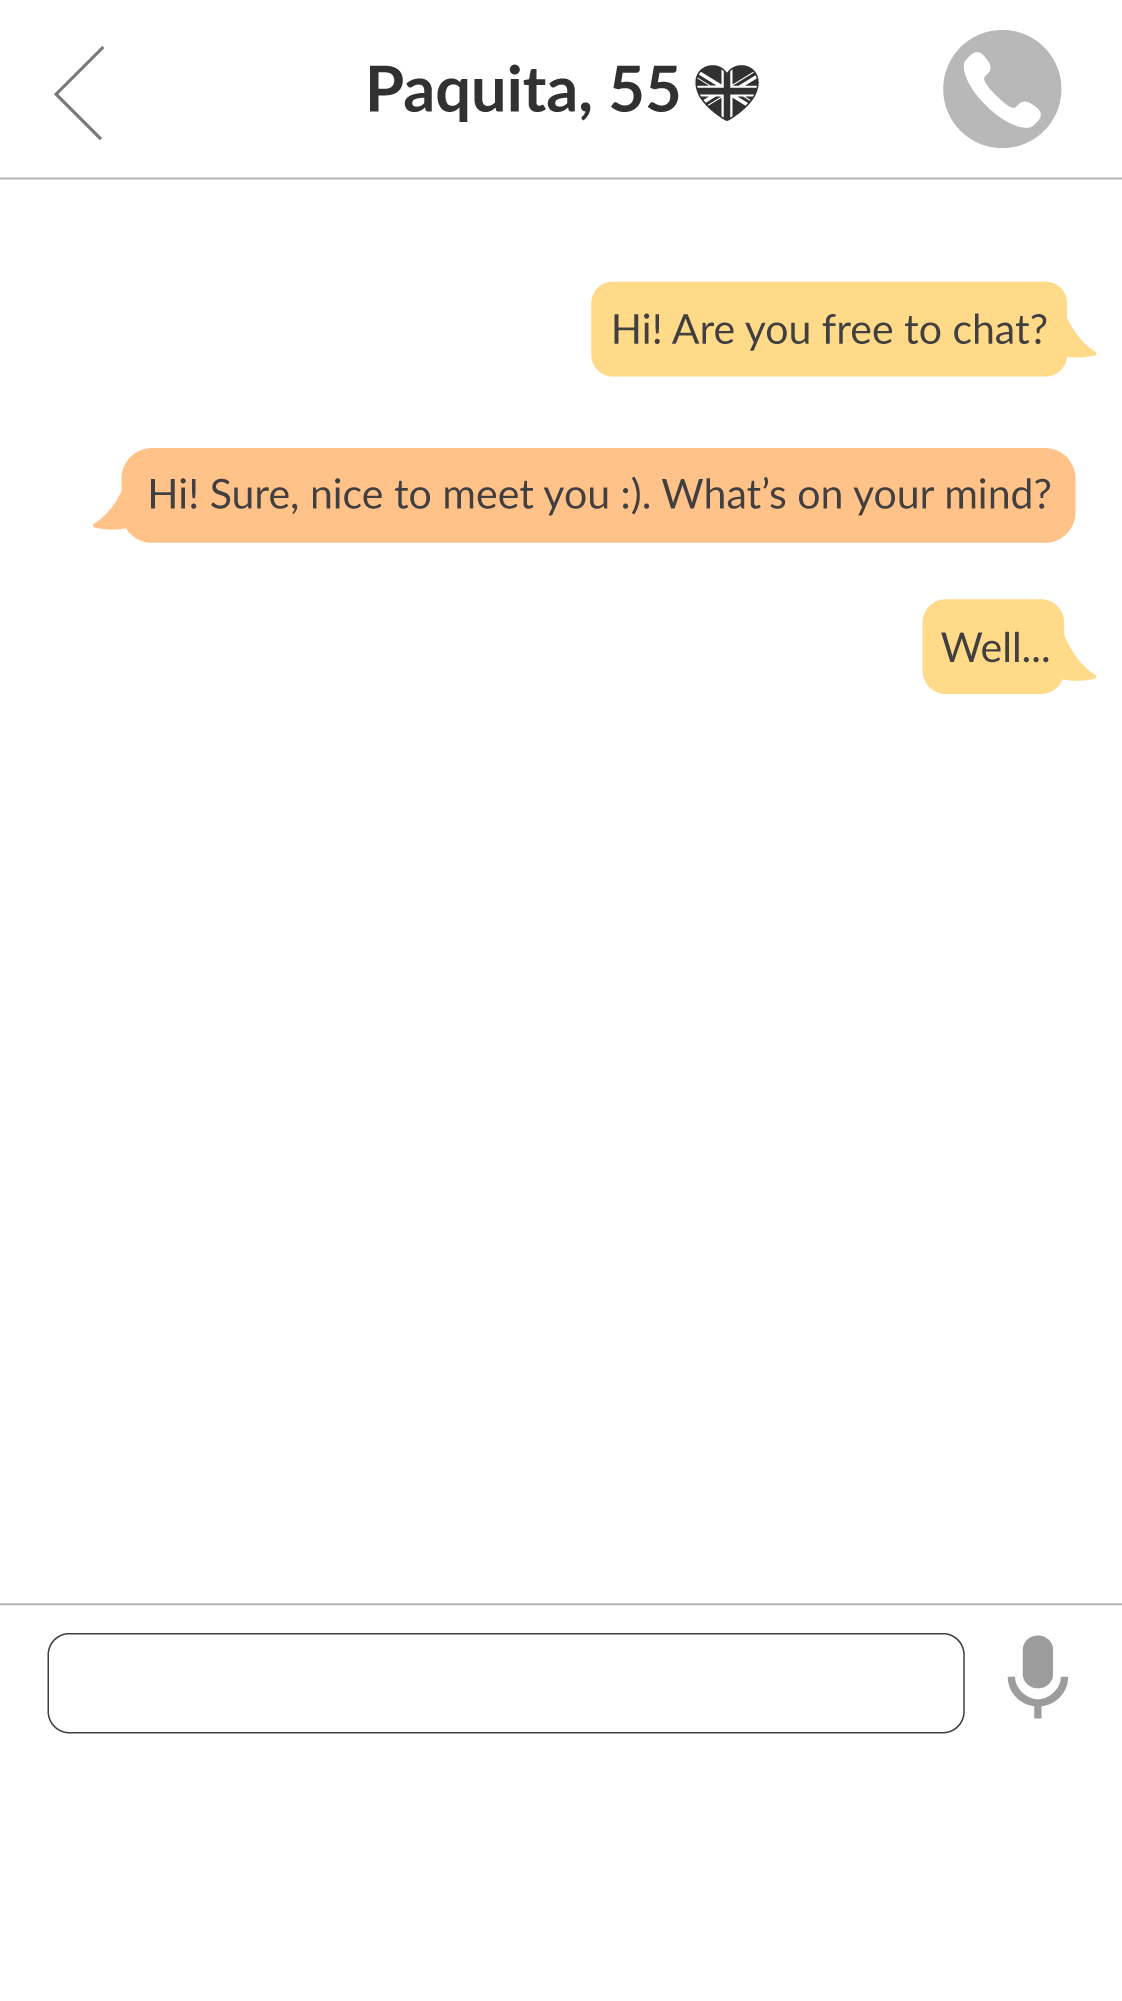 Paquita, 55
Hi! Are you free to chat?
Hi! Sure, nice to meet you :). What’s on your mind?
Well...